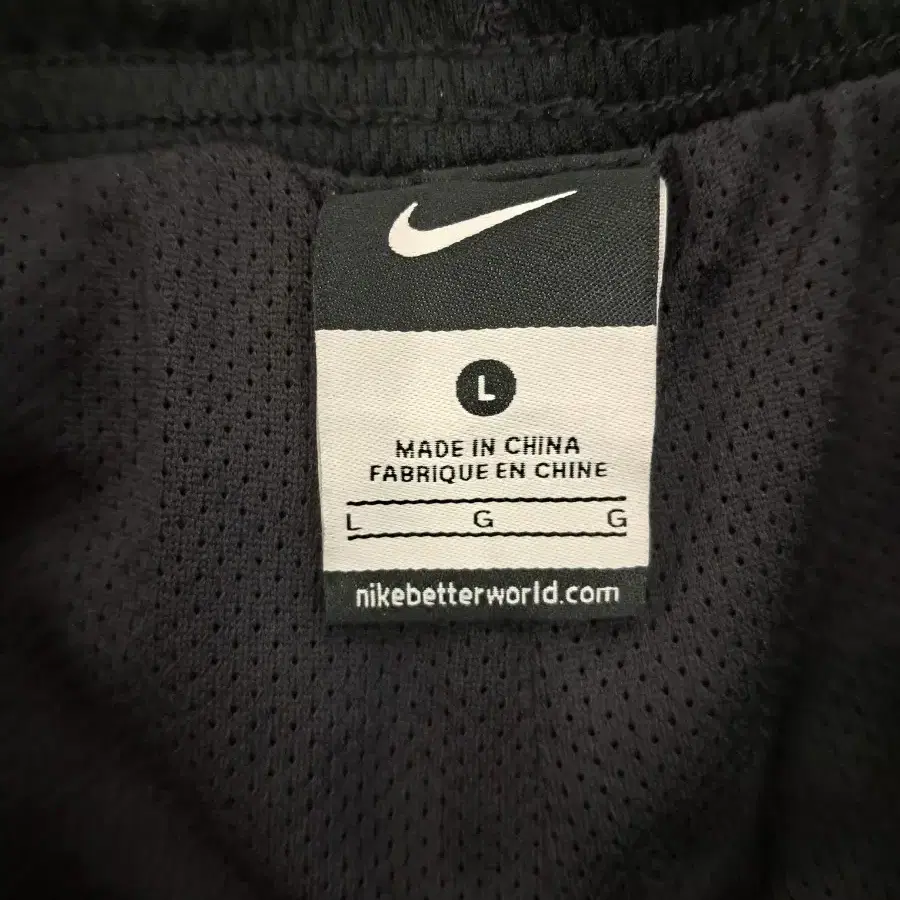 L
MADE IN CHINA
FABRIQUE EN CHINE
L G G
nikebetterworld.com